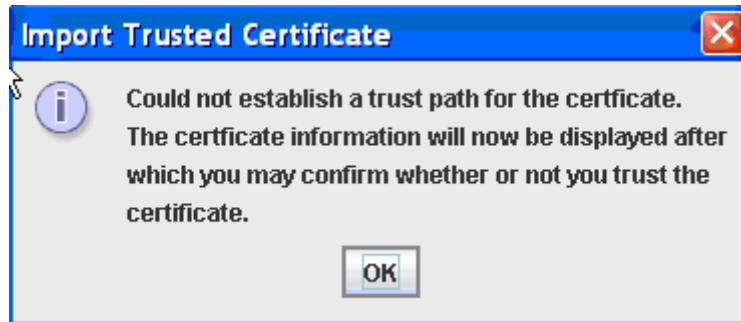 Import Trusted Certificate
Could not establish a trust path for the certficate.
The certficate information will now be displayed after
which you may confirm whether or not you trust the
certificate.
OK